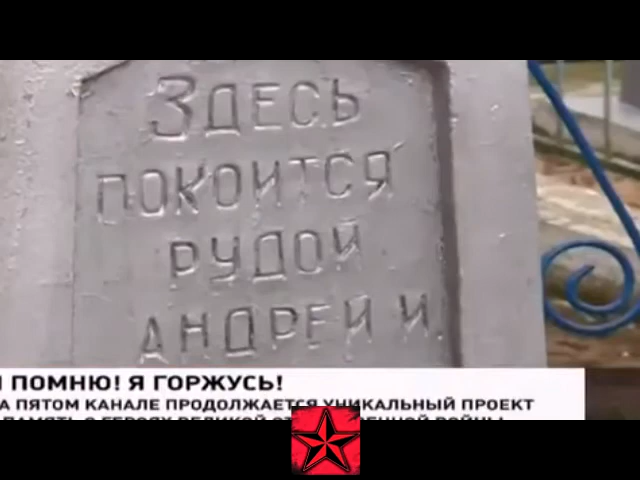 ЗДЕСЬ
ПОКОИТСЯ
РУДОЙ
АНДРЕЙ И.
ПОМНЮ! Я ГОРЖУСЬ!
ПЯТОМ КАНАЛЕ ПРОДОЛЖАЕТСЯ УНИКАЛЬНЫЙ ПРОЕКТ